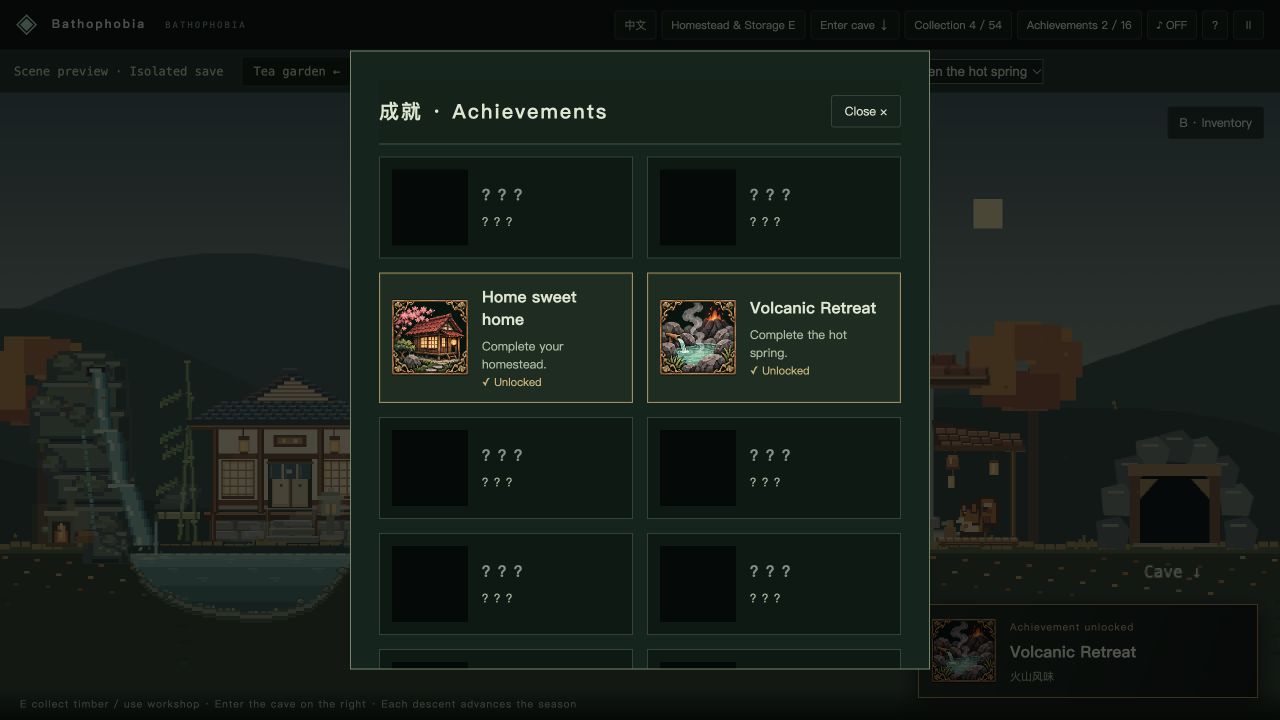 Bathophobia BATHOPHOBIA 中文 Homestead & Storage E Enter cave ↓ Collection 4 / 54 Achievements 2 / 16 ♪ OFF ? II
Scene preview · Isolated save Tea garden ← en the hot spring
B · Inventory
成就 · Achievements Close ×
? ? ?
? ? ?
? ? ?
? ? ?
Home sweet
home
Complete your
homestead.
✓ Unlocked
Volcanic Retreat
Complete the hot
spring.
✓ Unlocked
? ? ?
? ? ?
? ? ?
? ? ?
? ? ?
? ? ?
? ? ?
? ? ?
Cave ↓
Achievement unlocked
Volcanic Retreat
火山风味
E collect timber / use workshop · Enter the cave on the right · Each descent advances the season